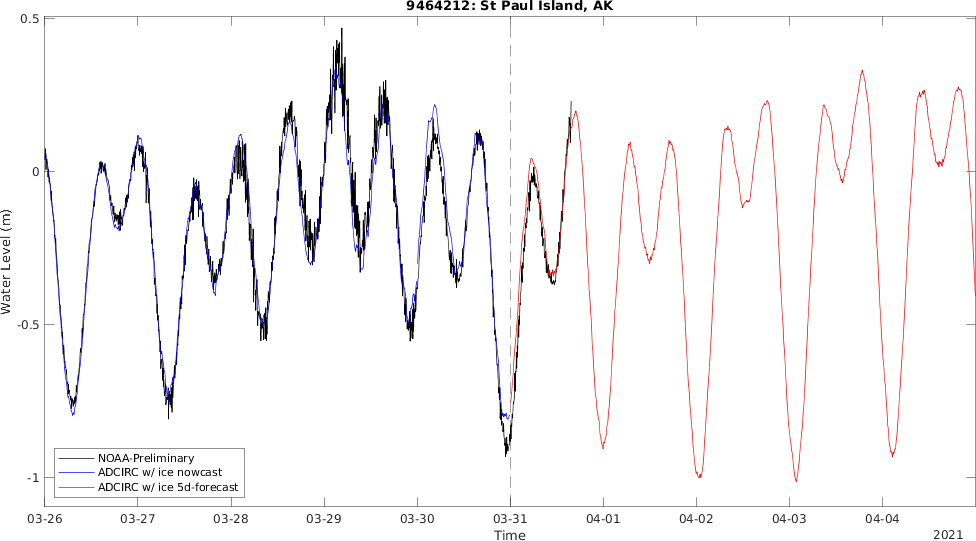 9464212: St Paul Island, AK
0.5
0
-0.5
-1
Water Level (m)
NOAA-Preliminary
ADCIRC w/ ice nowcast
ADCIRC w/ ice 5d-forecast
03-26 03-27 03-28 03-29 03-30 03-31 04-01 04-02 04-03 04-04
Time
2021